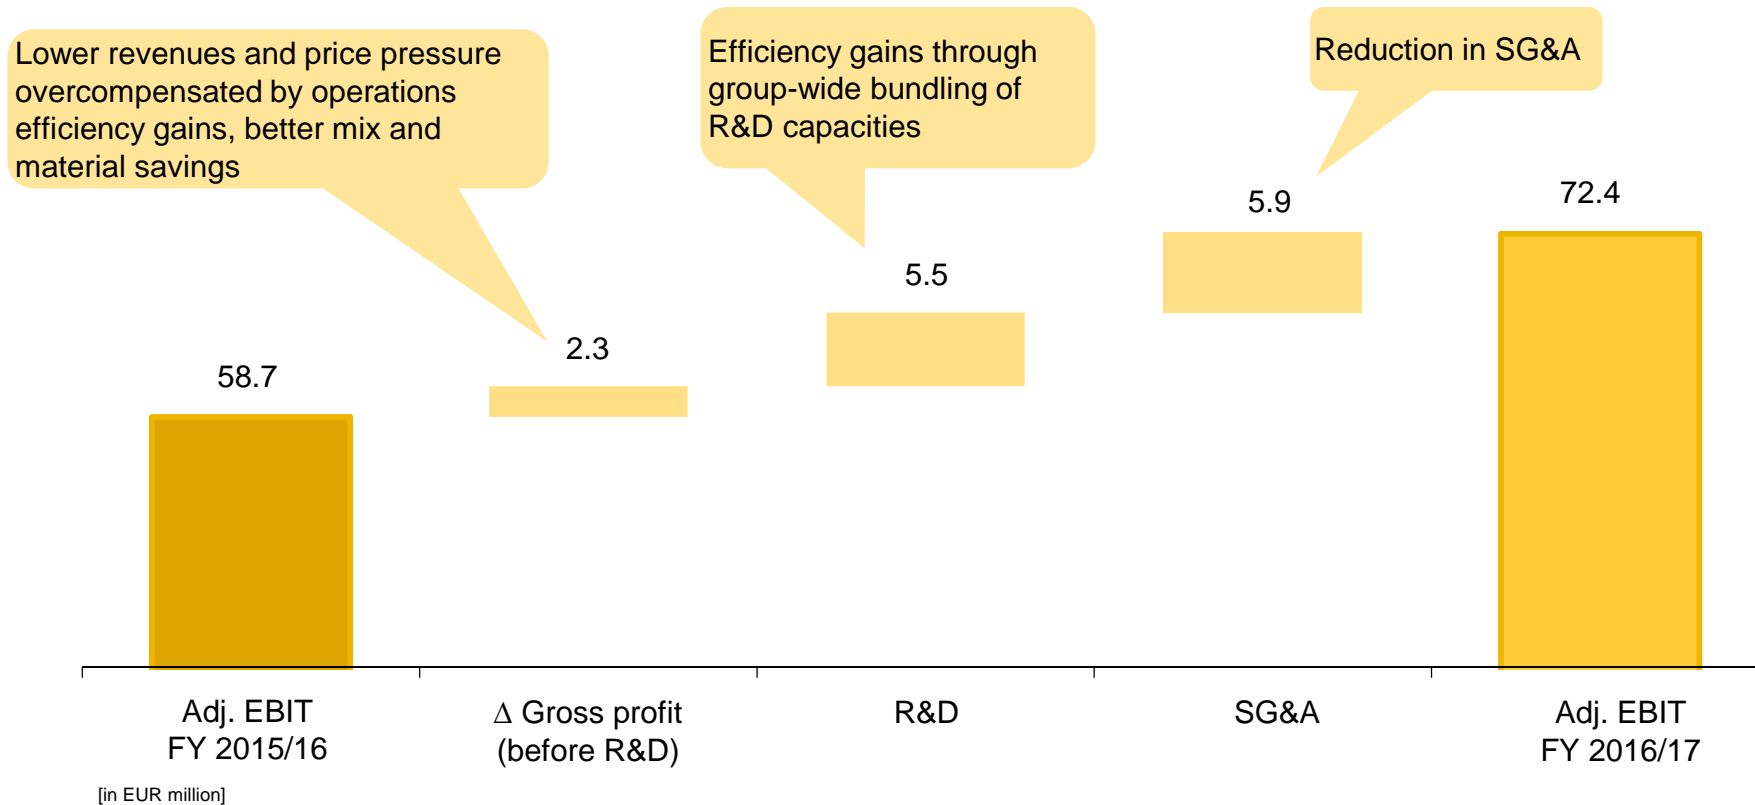 Lower revenues and price pressure
overcompensated by operations
efficiency gains, better mix and
material savings
Efficiency gains through
group-wide bundling of
R&D capacities
Reduction in SG&A
58.7
2.3
5.5
5.9
72.4
Adj. EBIT
FY 2015/16
Δ Gross profit
(before R&D)
R&D
SG&A
Adj. EBIT
FY 2016/17
[in EUR million]